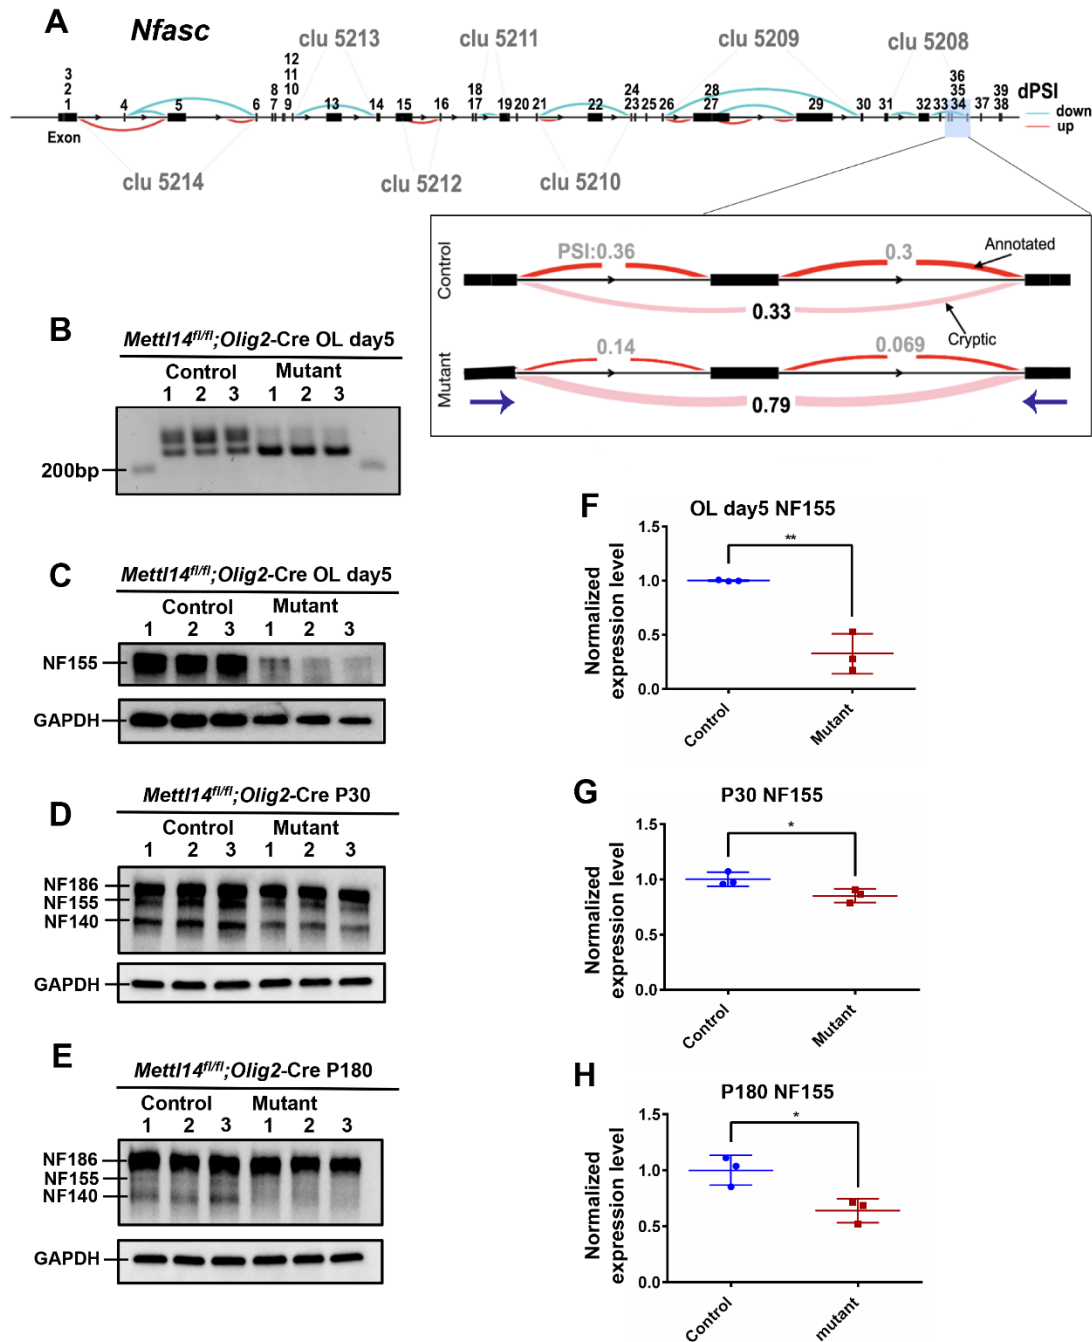 A
Nfasc
clu 5213
clu 5211
clu 5209
clu 5208
3
2
1
4
5
6
8
7
12
11
10
9
13
14
15
16
18
17
19
20
21
22
24
23
25
26
28
27
29
30
31
32
33
36
35
34
37
39
38
dPSI
down
up
Exon
clu 5214
clu 5212
clu 5210
Control
PSI:0.36
0.3
Annotated
0.33
Cryptic
Mutant
0.14
0.069
0.79
B
Mettl14fl/fl;Olig2-Cre OL day5
Control Mutant
1 2 3 1 2 3
200bp
C
Mettl14fl/fl;Olig2-Cre OL day5
Control Mutant
1 2 3 1 2 3
NF155
GAPDH
D
Mettl14fl/fl;Olig2-Cre P30
Control Mutant
1 2 3 1 2 3
NF186
NF155
NF140
GAPDH
E
Mettl14fl/fl;Olig2-Cre P180
Control Mutant
1 2 3 1 2 3
NF186
NF155
NF140
GAPDH
F
OL day5 NF155
Normalized
expression level
1.5
1.0
0.5
0.0
**
Control
Mutant
G
P30 NF155
Normalized
expression level
1.5
1.0
0.5
0.0
*
Control
Mutant
H
P180 NF155
Normalized
expression level
1.5
1.0
0.5
0.0
*
Control
mutant